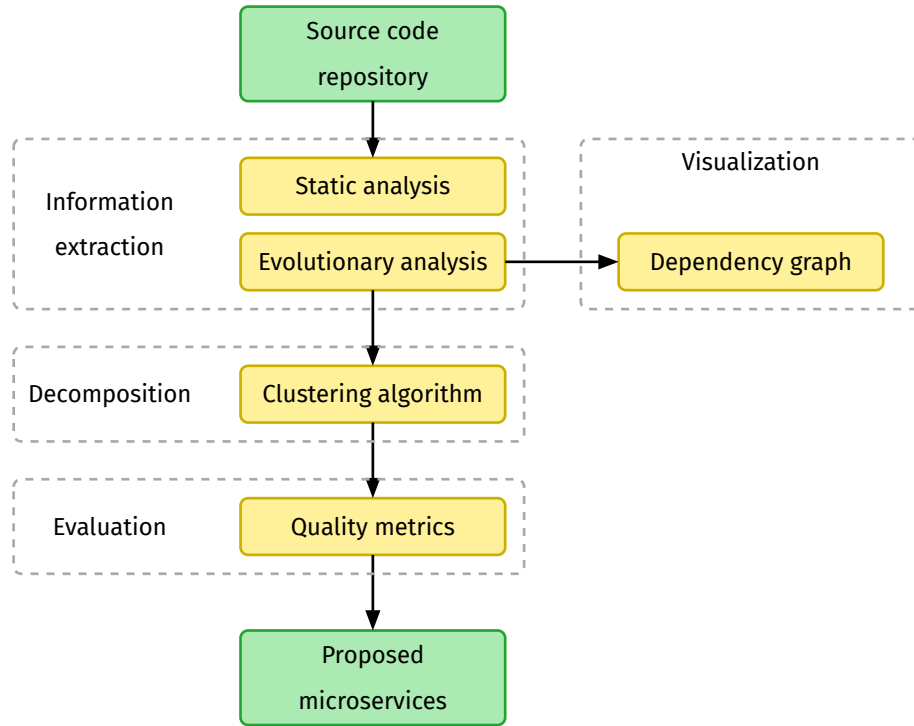 Source code
repository
Information
extraction
Static analysis
Evolutionary analysis
Visualization
Dependency graph
Decomposition
Clustering algorithm
Evaluation
Quality metrics
Proposed
microservices